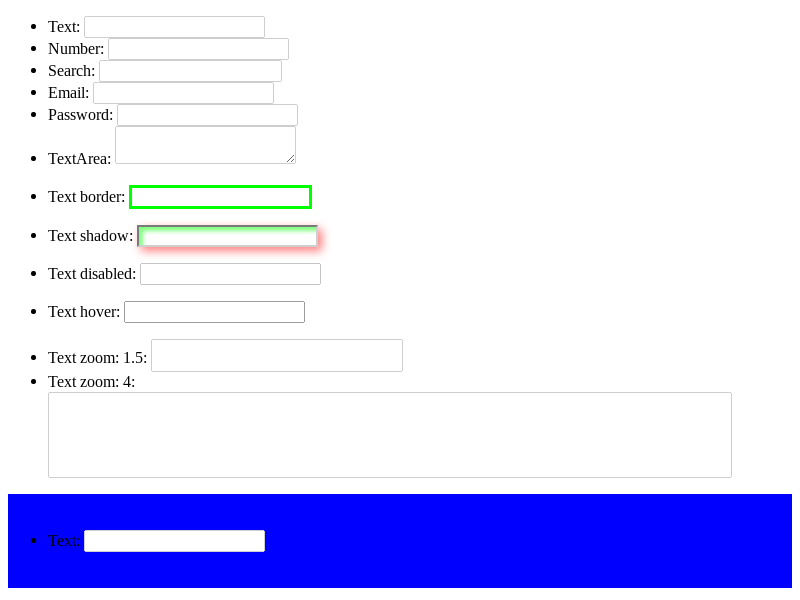 Text:
Number:
Search:
Email:
Password:
TextArea:
Text border:
Text shadow:
Text disabled:
Text hover:
Text zoom: 1.5:
Text zoom: 4:
Text: